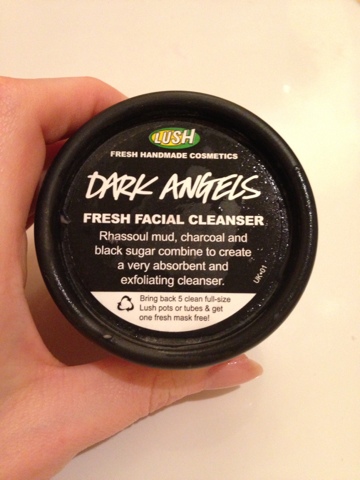 LUSH
FRESH HANDMADE COSMETICS
DARK ANGELS
FRESH FACIAL CLEANSER
Rhassoul mud, charcoal and
black sugar combine to create
a very absorbent and
exfoliating cleanser.
UK-01
Bring back 5 clean full-size
Lush pots or tubes & get
one fresh mask free!